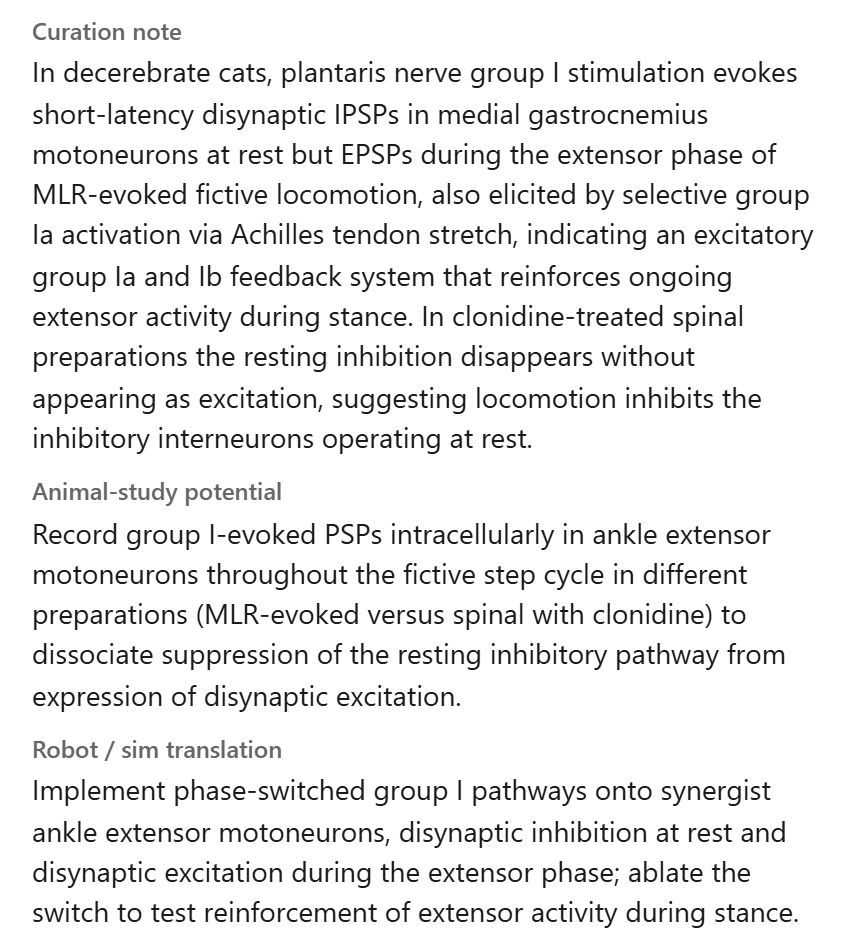 Curation note
In decerebrate cats, plantaris nerve group I stimulation evokes
short-latency disynaptic IPSPs in medial gastrocnemius
motoneurons at rest but EPSPs during the extensor phase of
MLR-evoked fictive locomotion, also elicited by selective group
Ia activation via Achilles tendon stretch, indicating an excitatory
group Ia and Ib feedback system that reinforces ongoing
extensor activity during stance. In clonidine-treated spinal
preparations the resting inhibition disappears without
appearing as excitation, suggesting locomotion inhibits the
inhibitory interneurons operating at rest.
Animal-study potential
Record group I-evoked PSPs intracellularly in ankle extensor
motoneurons throughout the fictive step cycle in different
preparations (MLR-evoked versus spinal with clonidine) to
dissociate suppression of the resting inhibitory pathway from
expression of disynaptic excitation.
Robot / sim translation
Implement phase-switched group I pathways onto synergist
ankle extensor motoneurons, disynaptic inhibition at rest and
disynaptic excitation during the extensor phase; ablate the
switch to test reinforcement of extensor activity during stance.